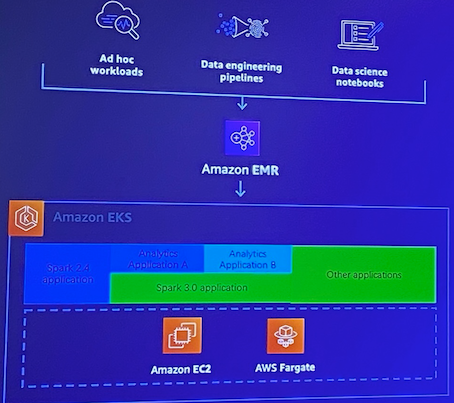 Ad hoc
workloads
Data engineering
pipelines
Data science
notebooks
Amazon EMR
Amazon EKS
Spark 2.4
application
Analytics
Application A
Analytics
Application B
Spark 3.0 application
Other applications
Amazon EC2
AWS Fargate